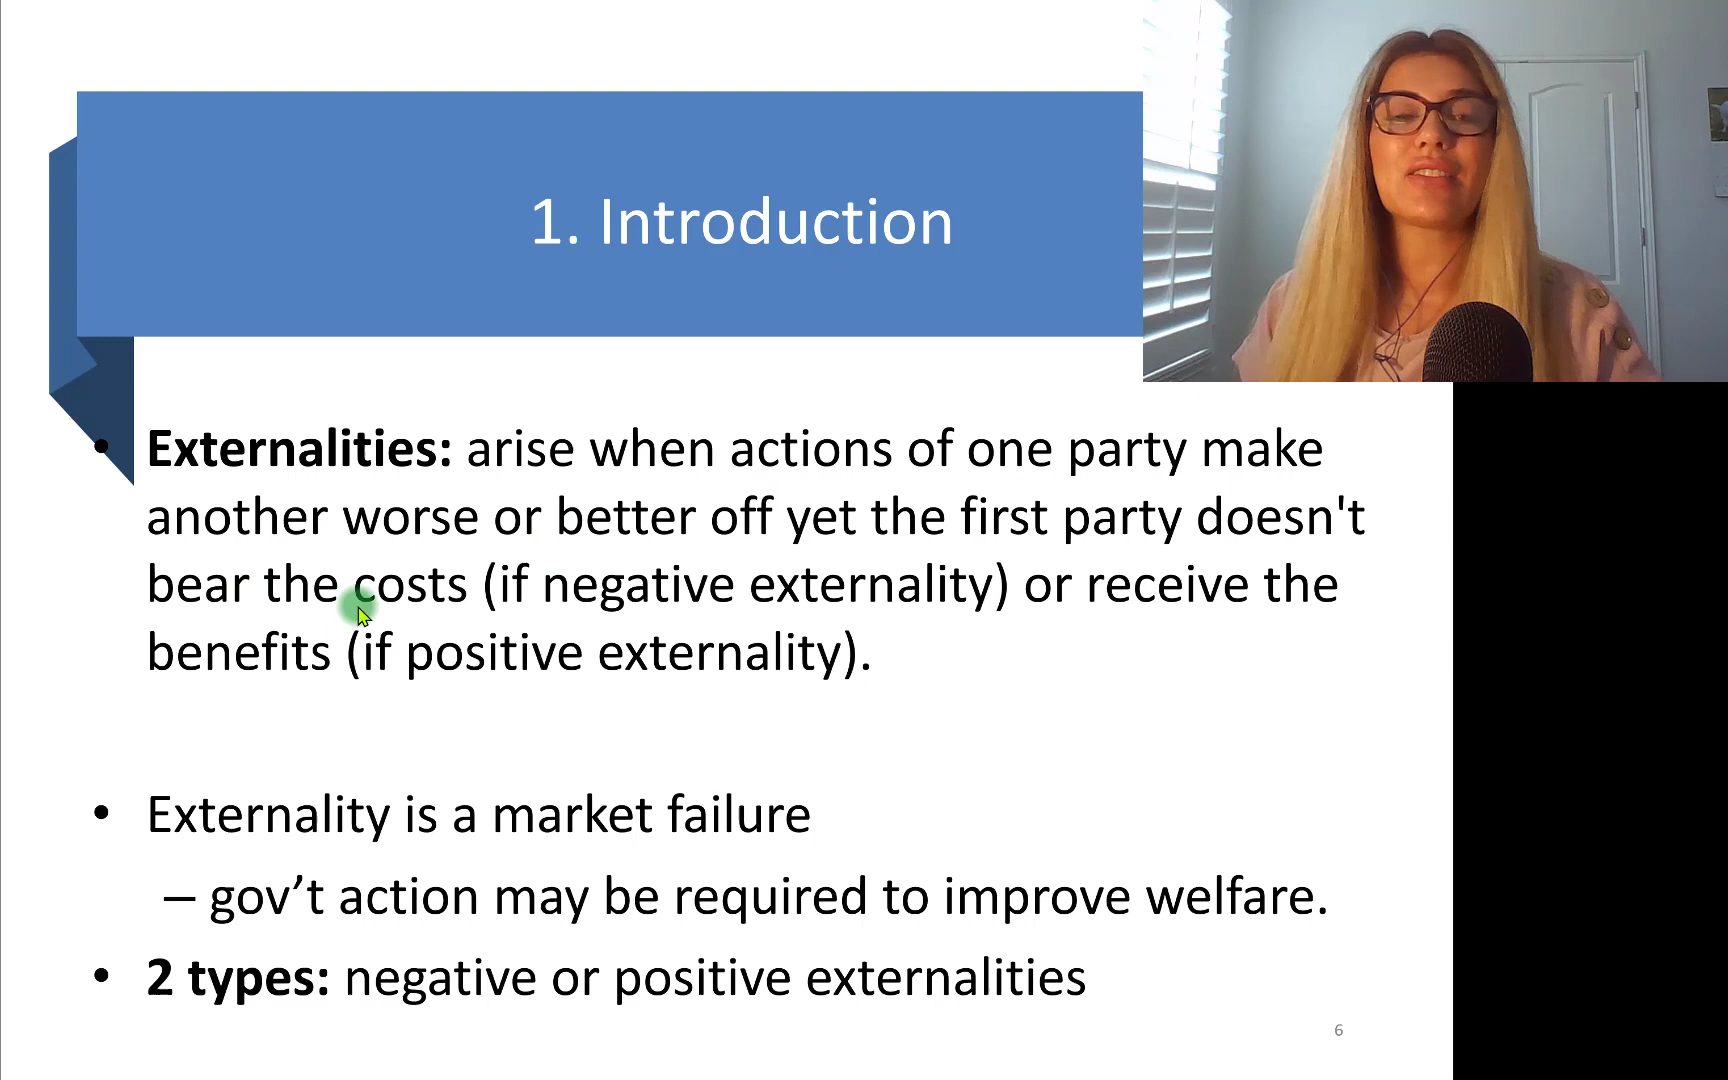 1. Introduction
• Externalities: arise when actions of one party make
another worse or better off yet the first party doesn't
bear the costs (if negative externality) or receive the
benefits (if positive externality).
• Externality is a market failure
– gov’t action may be required to improve welfare.
• 2 types: negative or positive externalities
6